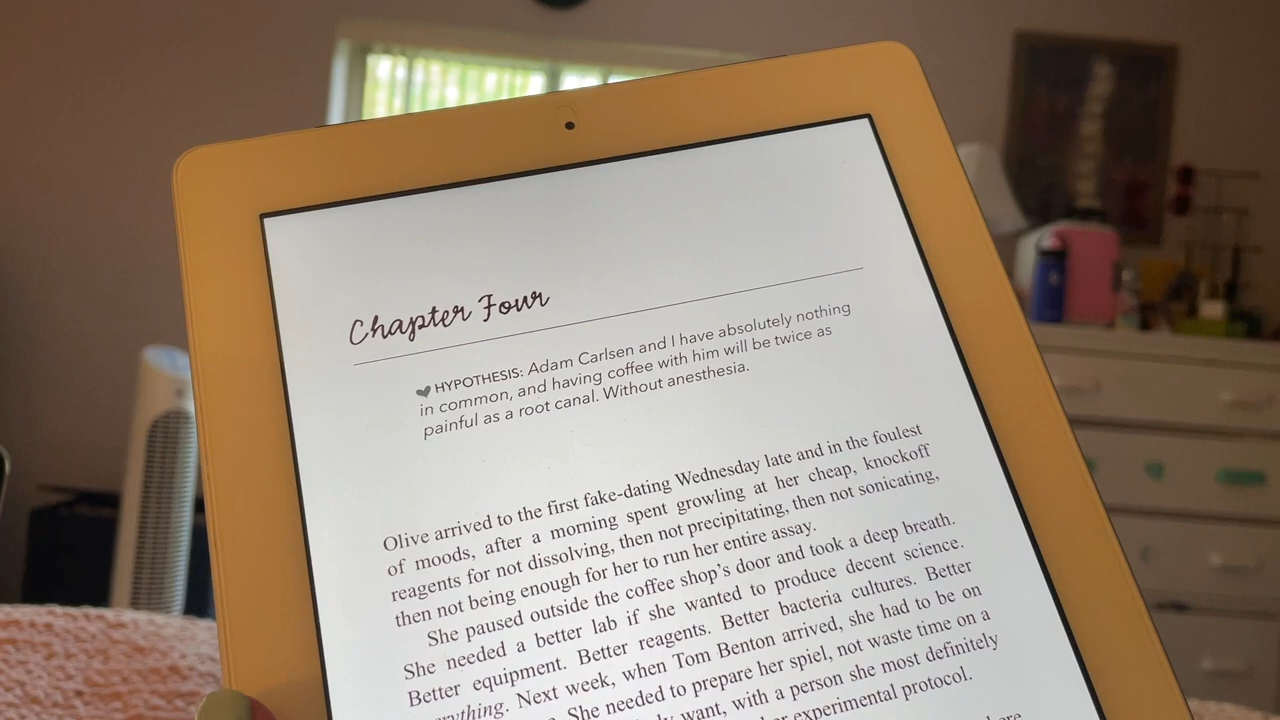 Chapter Four
HYPOTHESIS: Adam Carlsen and I have absolutely nothing
in common, and having coffee with him will be twice as
painful as a root canal. Without anesthesia.
Olive arrived to the first fake-dating Wednesday late and in the foulest
of moods, after a morning spent growling at her cheap, knockoff
reagents for not dissolving, then not precipitating, then not sonicating,
then not being enough for her to run her entire assay.
She paused outside the coffee shop's door and took a deep breath.
She needed a better lab if she wanted to produce decent science.
Better equipment. Better reagents. Better bacteria cultures. Better
Next week, when Tom Benton arrived, she had to be on
She needed to prepare her spiel, not waste time on a
want, with a person she most definitely
experimental protocol.